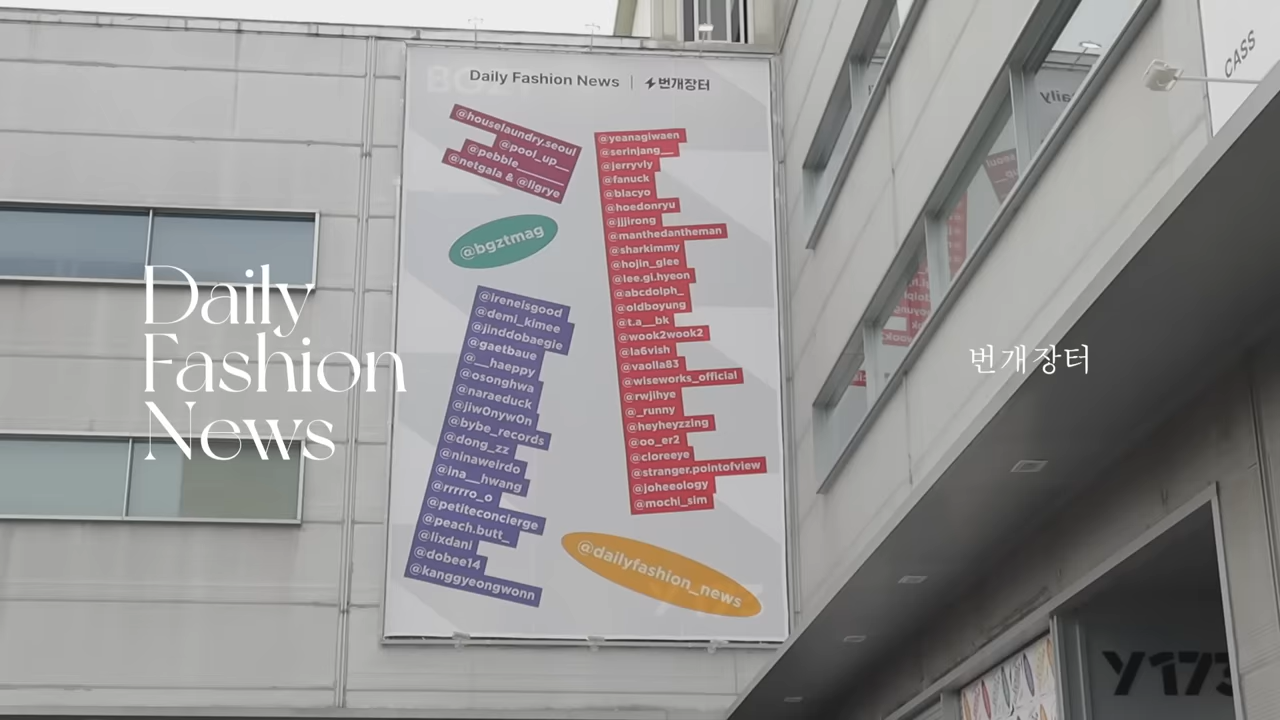 Daily Fashion News | 번개장터
@houselaundry.seoul
@pool_up__
@pebble______
@netgala & @ligrye
@bgztmag
@ireneisgood
@demi_kimee
@jinddobaegie
@gaetbaue
@__haeppy
@osonghwa
@naraeduck
@jiw0nyw0n
@bybe_records
@dong_zz
@ninaweirdo
@ina__hwang
@rrrrro_o
@petiteconcierge
@peach.butt_
@lixdani
@dobee14
@kanggyeongwonn
@yeanagiwaen
@serinjang__
@jerryvly
@fanuck
@blacyo
@hoedonryu
@jjjirong
@manthedantheman
@sharkimmy
@hojin_glee
@lee.gi.hyeon
@abcdolph_
@oldboyung
@t.a__bk
@wook2wook2
@la6vish
@vaolla83
@wiseworks_official
@rwjihye
@_runny
@heyheyzzing
@oo_er2
@cloreeye
@stranger.pointofview
@joheeology
@mochi_sim
@dailyfashion_news
Daily
Fashion
News
번개장터
CASS
Y173